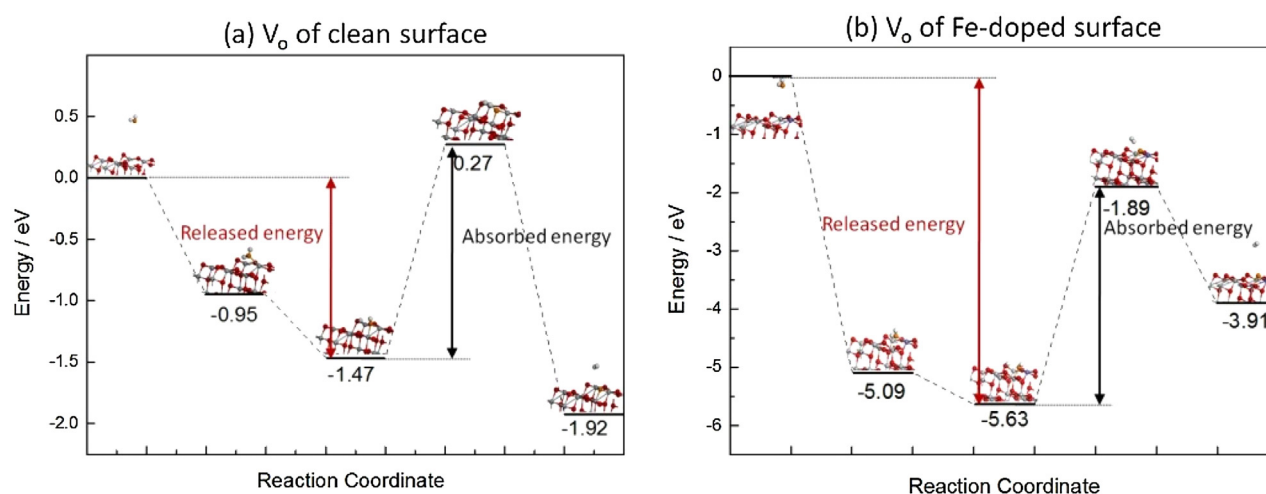 (a) Vo of clean surface
0.5
0.0
-0.5
-1.0
-1.5
-2.0
Energy / eV
Reaction Coordinate
Released energy
Absorbed energy
-0.95
-1.47
0.27
-1.92
(b) Vo of Fe-doped surface
0
-1
-2
-3
-4
-5
-6
Energy / eV
Reaction Coordinate
Released energy
Absorbed energy
-5.09
-5.63
-1.89
-3.91